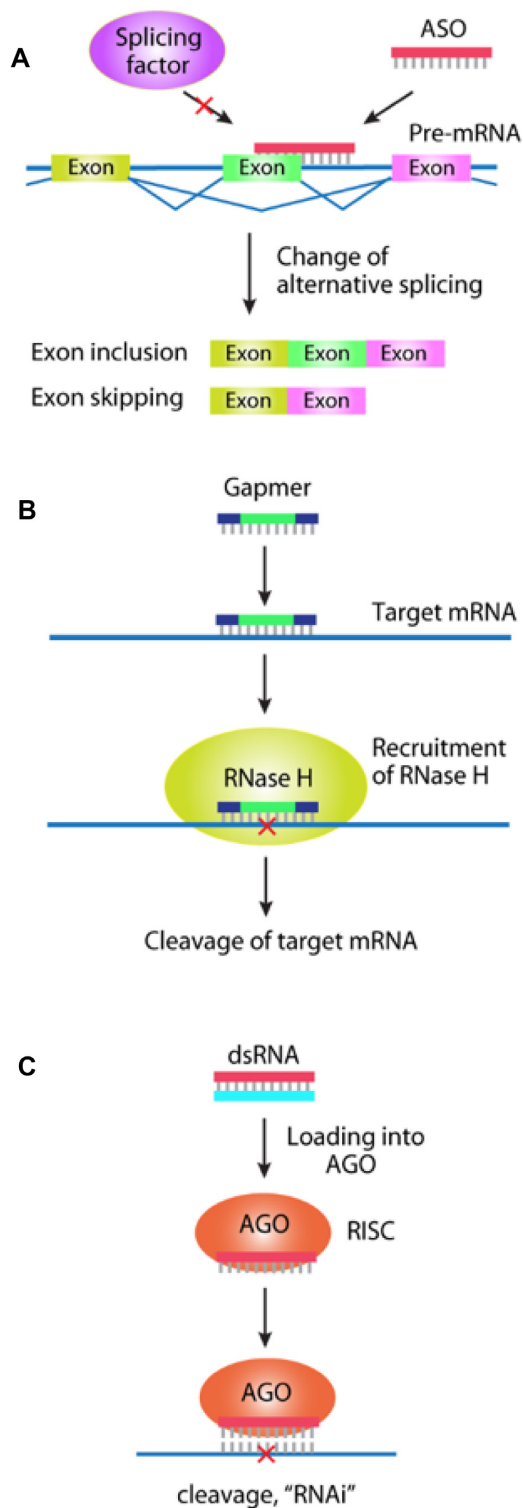 A
Splicing
factor
ASO
Pre-mRNA
Exon
Exon
Exon
Change of
alternative splicing
Exon inclusion
Exon
Exon
Exon
Exon skipping
Exon
Exon
B
Gapmer
Target mRNA
RNase H
Recruitment
of RNase H
Cleavage of target mRNA
C
dsRNA
Loading into
AGO
AGO
RISC
AGO
cleavage, “RNAi”